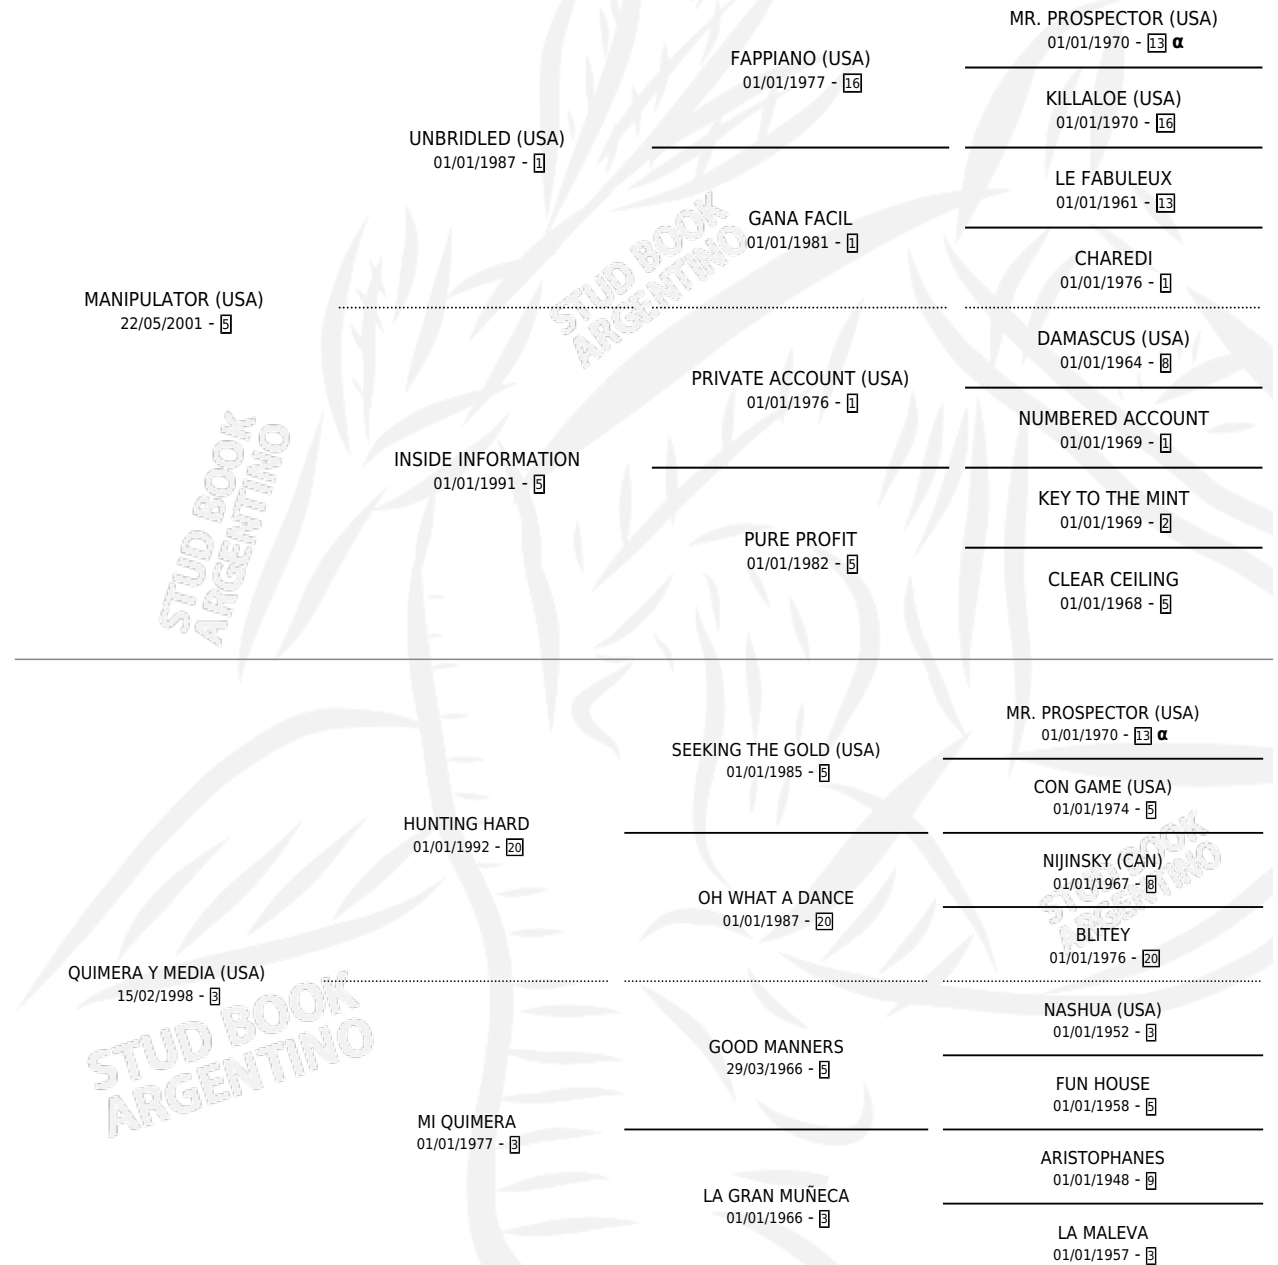 MR. PROSPECTOR (USA)
01/01/1970 - 13 α
FAPPIANO (USA)
01/01/1977 - 16
KILLALOE (USA)
01/01/1970 - 16
UNBRIDLED (USA)
01/01/1987 - 1
LE FABULEUX
01/01/1961 - 13
GANA FACIL
01/01/1981 - 1
CHAREDI
01/01/1976 - 1
MANIPULATOR (USA)
22/05/2001 - 5
DAMASCUS (USA)
01/01/1964 - 8
PRIVATE ACCOUNT (USA)
01/01/1976 - 1
NUMBERED ACCOUNT
01/01/1969 - 1
INSIDE INFORMATION
01/01/1991 - 5
KEY TO THE MINT
01/01/1969 - 2
PURE PROFIT
01/01/1982 - 5
CLEAR CEILING
01/01/1968 - 5
STUD BOOK
ARGENTINO
STUD BOOK
ARGENTINO
MR. PROSPECTOR (USA)
01/01/1970 - 13 α
SEEKING THE GOLD (USA)
01/01/1985 - 5
CON GAME (USA)
01/01/1974 - 5
HUNTING HARD
01/01/1992 - 20
NIJINSKY (CAN)
01/01/1967 - 8
OH WHAT A DANCE
01/01/1987 - 20
BLITEY
01/01/1976 - 20
QUIMERA Y MEDIA (USA)
15/02/1998 - 3
NASHUA (USA)
01/01/1952 - 3
GOOD MANNERS
29/03/1966 - 5
FUN HOUSE
01/01/1958 - 5
MI QUIMERA
01/01/1977 - 3
ARISTOPHANES
01/01/1948 - 9
LA GRAN MUÑECA
01/01/1966 - 3
LA MALEVA
01/01/1957 - 3
STUD BOOK
ARGENTINO
STUD BOOK
ARGENTINO